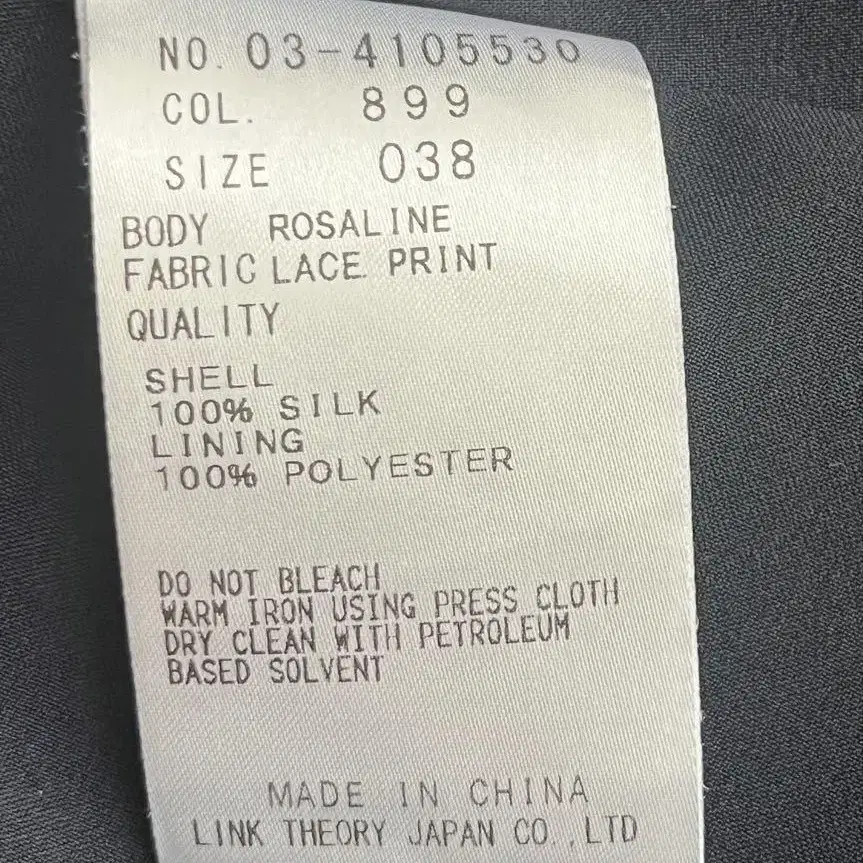 NO. 03-4105530
COL. 899
SIZE 038
BODY ROSALINE
FABRIC LACE PRINT
QUALITY
SHELL
100% SILK
LINING
100% POLYESTER
DO NOT BLEACH
WARM IRON USING PRESS CLOTH
DRY CLEAN WITH PETROLEUM
BASED SOLVENT
MADE IN CHINA
LINK THEORY JAPAN CO.,LTD